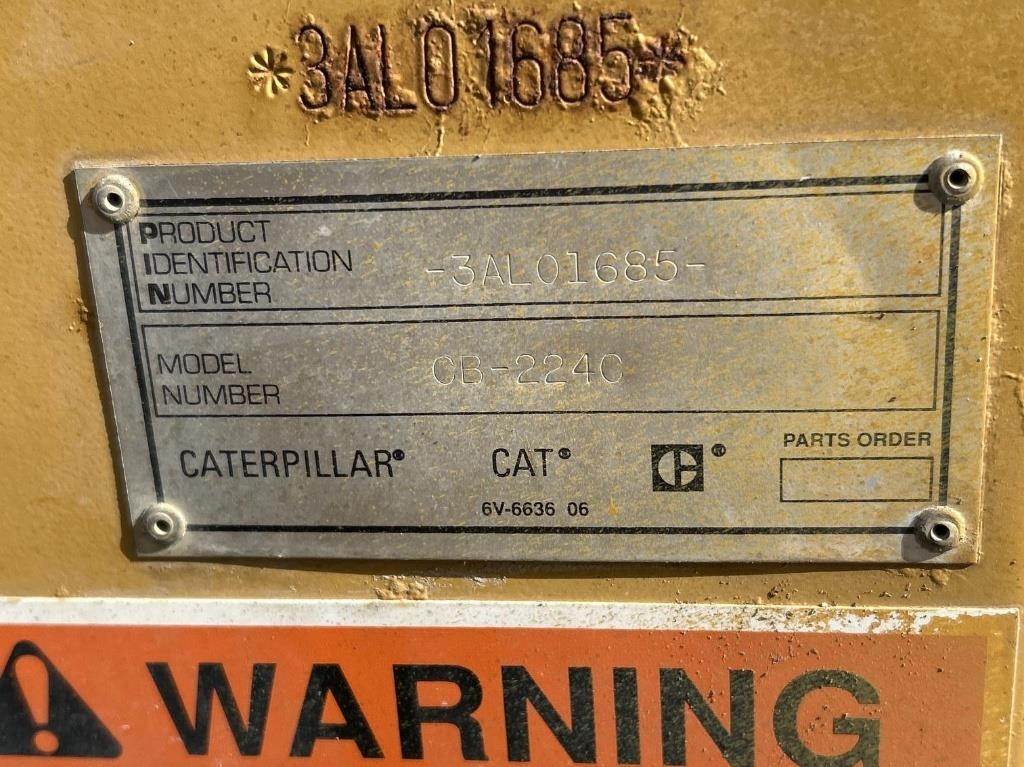 *3AL01685*
PRODUCT
IDENTIFICATION
NUMBER
-3AL01685-
MODEL
NUMBER
CB-224C
CATERPILLAR® CAT® C®
PARTS ORDER
6V-6636 06
WARNING